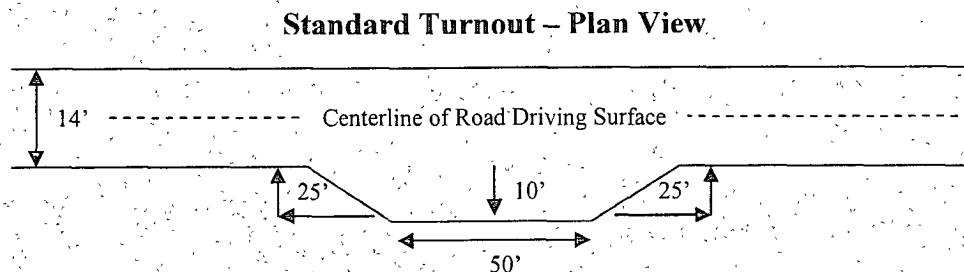 Standard Turnout – Plan View
14'
Centerline of Road Driving Surface
25'
10'
25'
50'